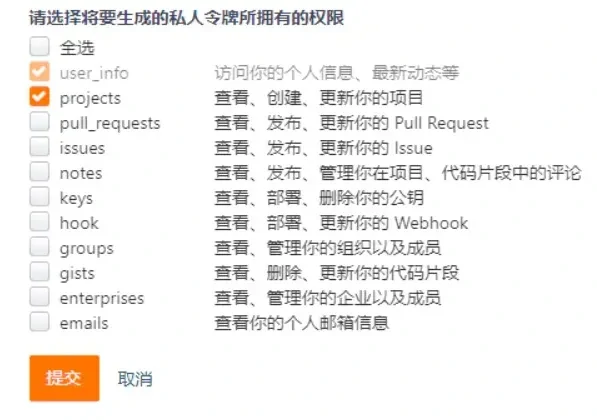 请选择将要生成的私人令牌所拥有的权限
全选
user_info 访问你的个人信息、最新动态等
projects 查看、创建、更新你的项目
pull_requests 查看、发布、更新你的 Pull Request
issues 查看、发布、更新你的 Issue
notes 查看、发布、管理你在项目、代码片段中的评论
keys 查看、部署、删除你的公钥
hook 查看、部署、更新你的 Webhook
groups 查看、管理你的组织以及成员
gists 查看、删除、更新你的代码片段
enterprises 查看、管理你的企业以及成员
emails 查看你的个人邮箱信息
提交 取消